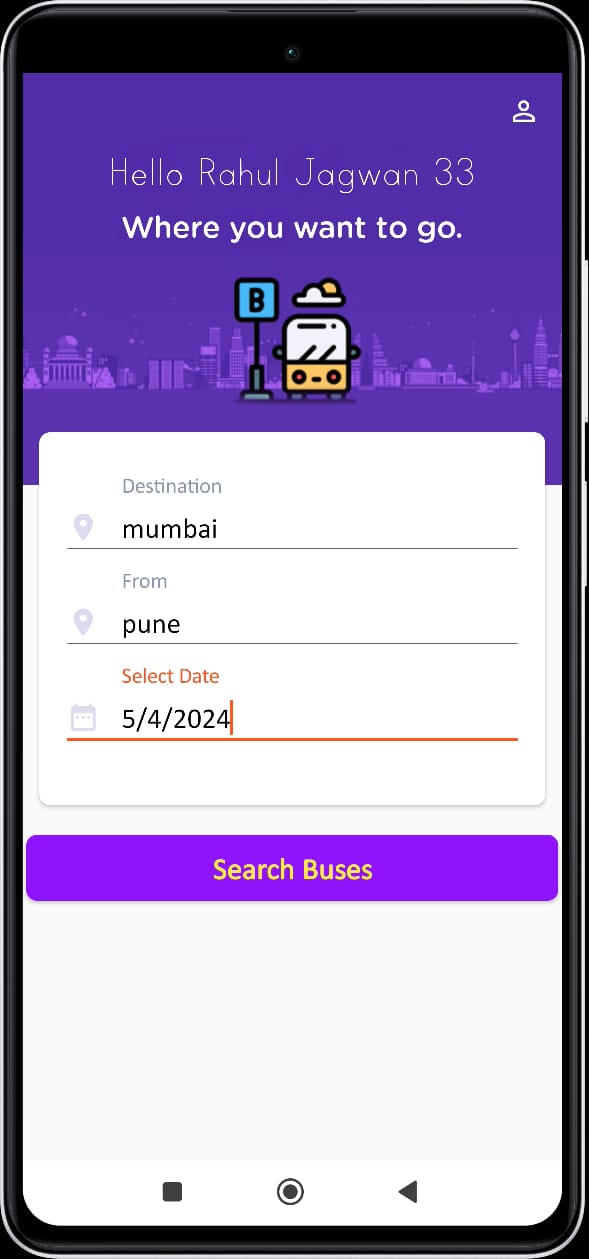 Hello Rahul Jagwan 33
Where you want to go.
B
Destination
mumbai
From
pune
Select Date
5/4/2024
Search Buses